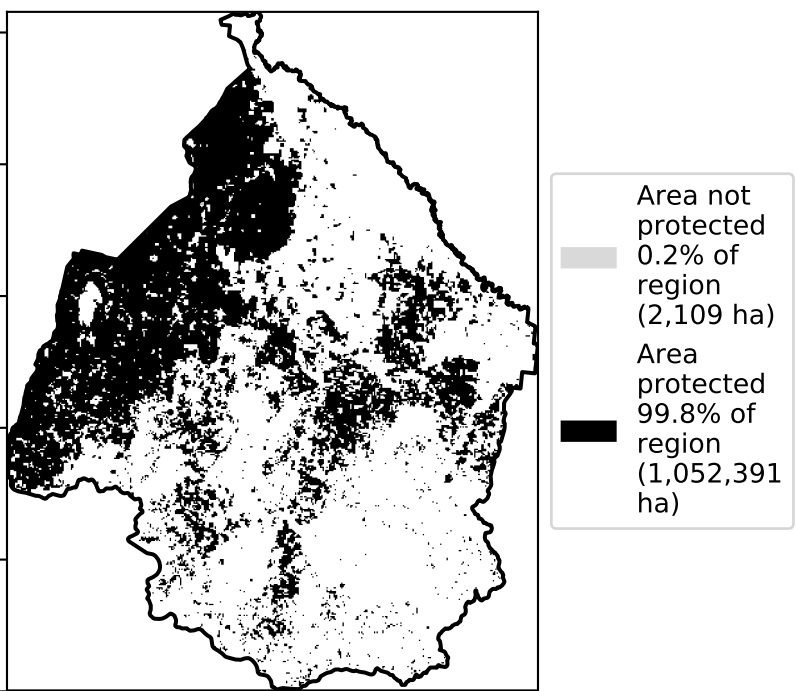 Area not
protected
0.2% of
region
(2,109 ha)
Area
protected
99.8% of
region
(1,052,391
ha)